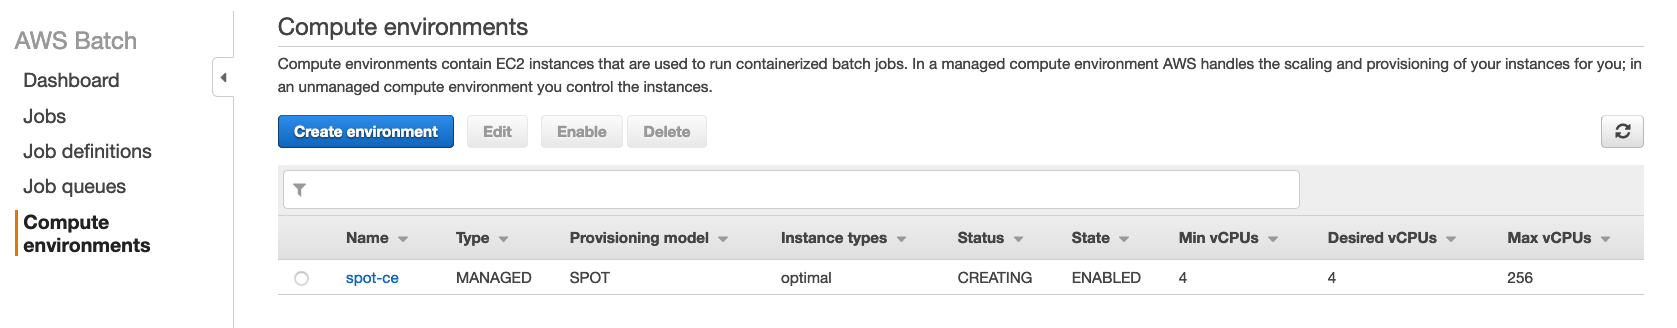 AWS Batch
Dashboard
Jobs
Job definitions
Job queues
Compute
environments
Compute environments
Compute environments contain EC2 instances that are used to run containerized batch jobs. In a managed compute environment AWS handles the scaling and provisioning of your instances for you; in
an unmanaged compute environment you control the instances.
Create environment Edit Enable Delete
Name Type Provisioning model Instance types Status State Min vCPUs Desired vCPUs Max vCPUs
spot-ce MANAGED SPOT optimal CREATING ENABLED 4 4 256